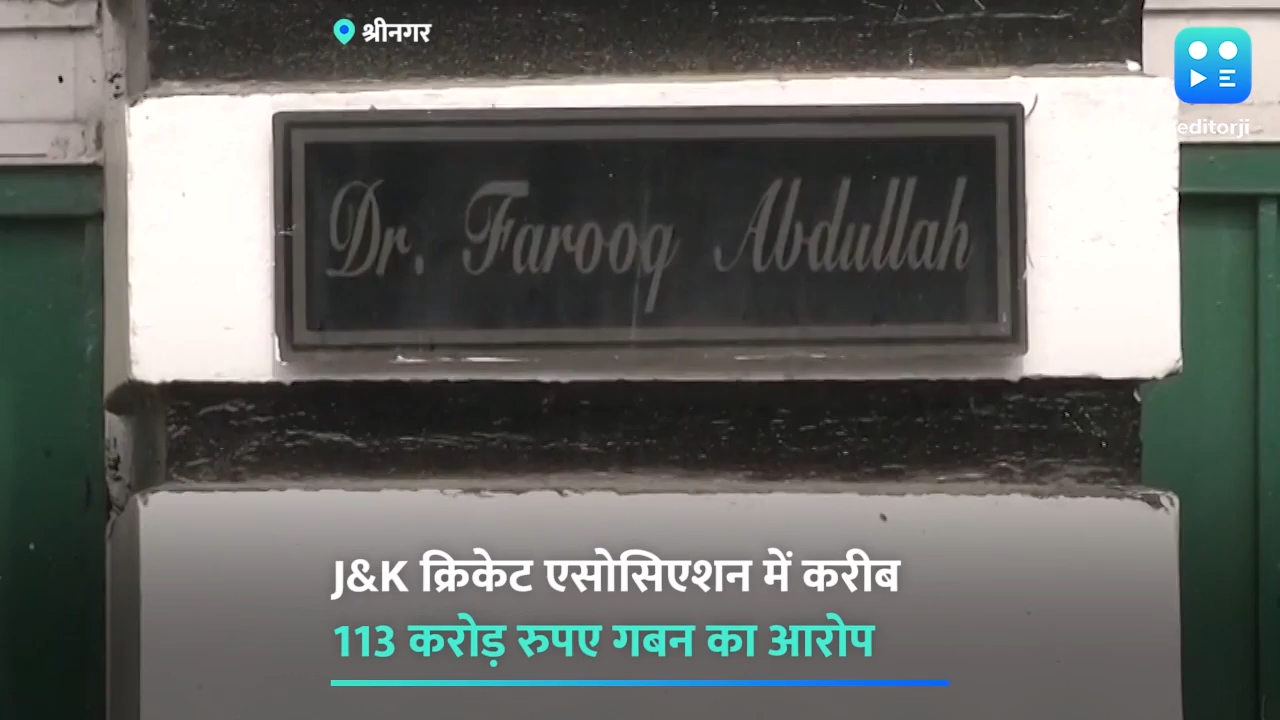 श्रीनगर
editorji
Dr. Farooq Abdullah
J&K क्रिकेट एसोसिएशन में करीब
113 करोड़ रुपए गबन का आरोप